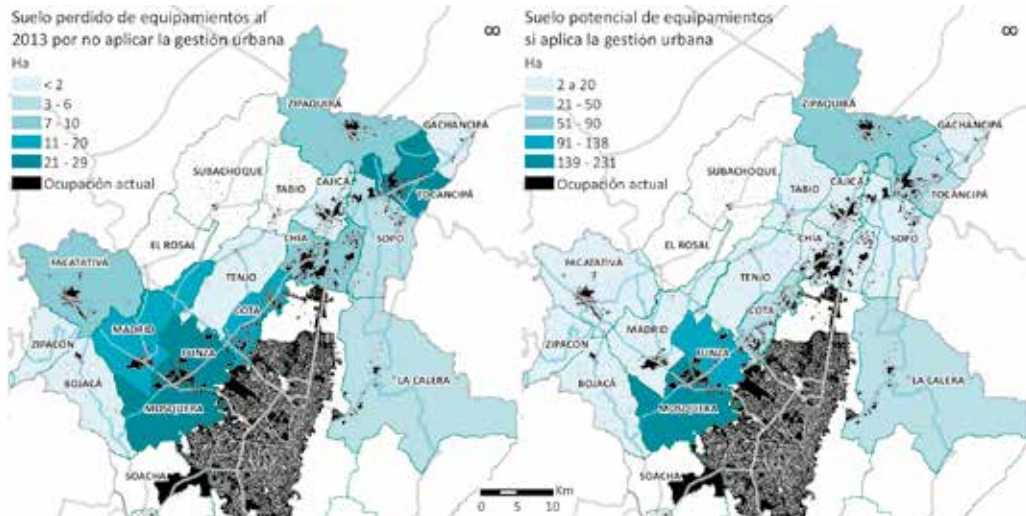 Suelo perdido de equipamientos al
2013 por no aplicar la gestión urbana
Ha
< 2
3 - 6
7 - 10
11 - 20
21 - 29
Ocupación actual
ZIPAQUIRÁ
GACHANCIPÁ
SUBACHOQUE
TABIO
CAJICÁ
TOCANCIPÁ
EL ROSAL
CHIA
SOPÓ
FACATATIVA
TENJO
COTA
MADRID
ZIPACÓN
FUNZA
BOJACÁ
LA CALERA
MOSQUERA
SOACHA
Suelo potencial de equipamientos
si aplica la gestión urbana
Ha
2 a 20
21 - 50
51 - 90
91 - 138
139 - 231
Ocupación actual
ZIPAQUIRÁ
GACHANCIPÁ
SUBACHOQUE
TABIO
CAJICÁ
TOCANCIPÁ
EL ROSAL
CHIA
SOPÓ
FACATATIVA
TENJO
COTA
MADRID
ZIPACÓN
FUNZA
BOJACÁ
LA CALERA
MOSQUERA
SOACHA
Km
0 5 10